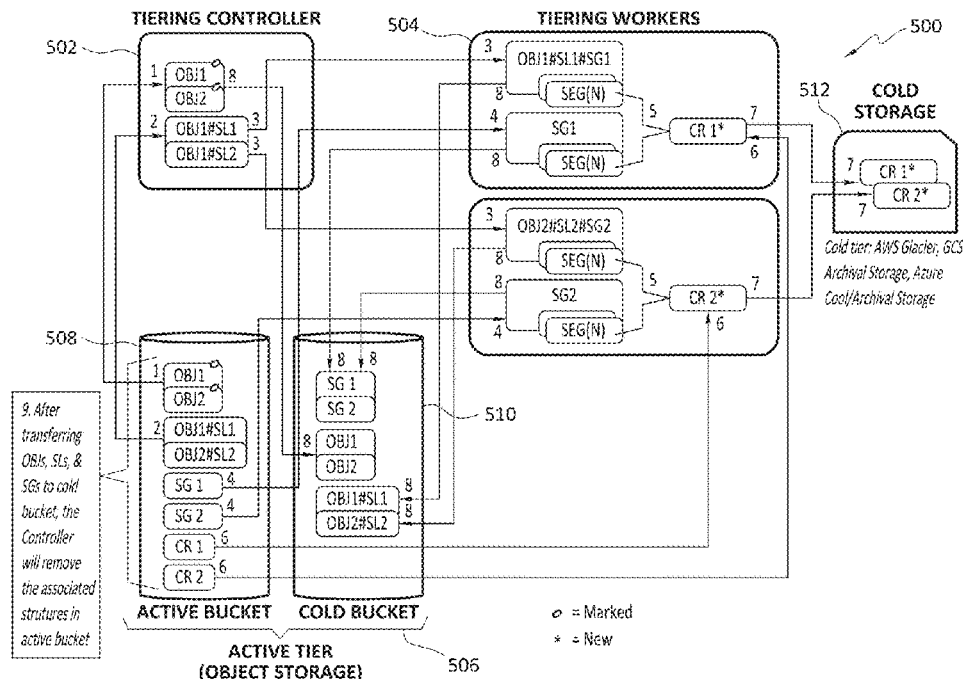 TIERING CONTROLLER
502
1
OBJ1
8
OBJ2
2
OBJ1#SL1
3
OBJ1#SL2
3
TIERING WORKERS
504
500
3
OBJ1#SL1#SG1
8
SEG(N)
4
SG1
8
SEG(N)
5
CR 1*
7
6
3
OBJ2#SL2#SG2
8
SEG(N)
8
SG2
4
SEG(N)
5
CR 2*
7
6
512
COLD
STORAGE
7
CR 1*
7
CR 2*
Cold tier: AWS Glacier, GCS
Archival Storage, Azure
Cool/Archival Storage
508
1
OBJ1
OBJ2
2
OBJ1#SL1
OBJ2#SL2
SG 1
4
SG 2
4
CR 1
6
CR 2
6
ACTIVE BUCKET
8
8
SG 1
SG 2
8
OBJ1
OBJ2
8
OBJ1#SL1
8
OBJ2#SL2
510
COLD BUCKET
9. After
transferring
OBJs, SLs, &
SGs to cold
bucket, the
Controller
will remove
the associated
strutures in
active bucket
= Marked
* = New
506
ACTIVE TIER
(OBJECT STORAGE)